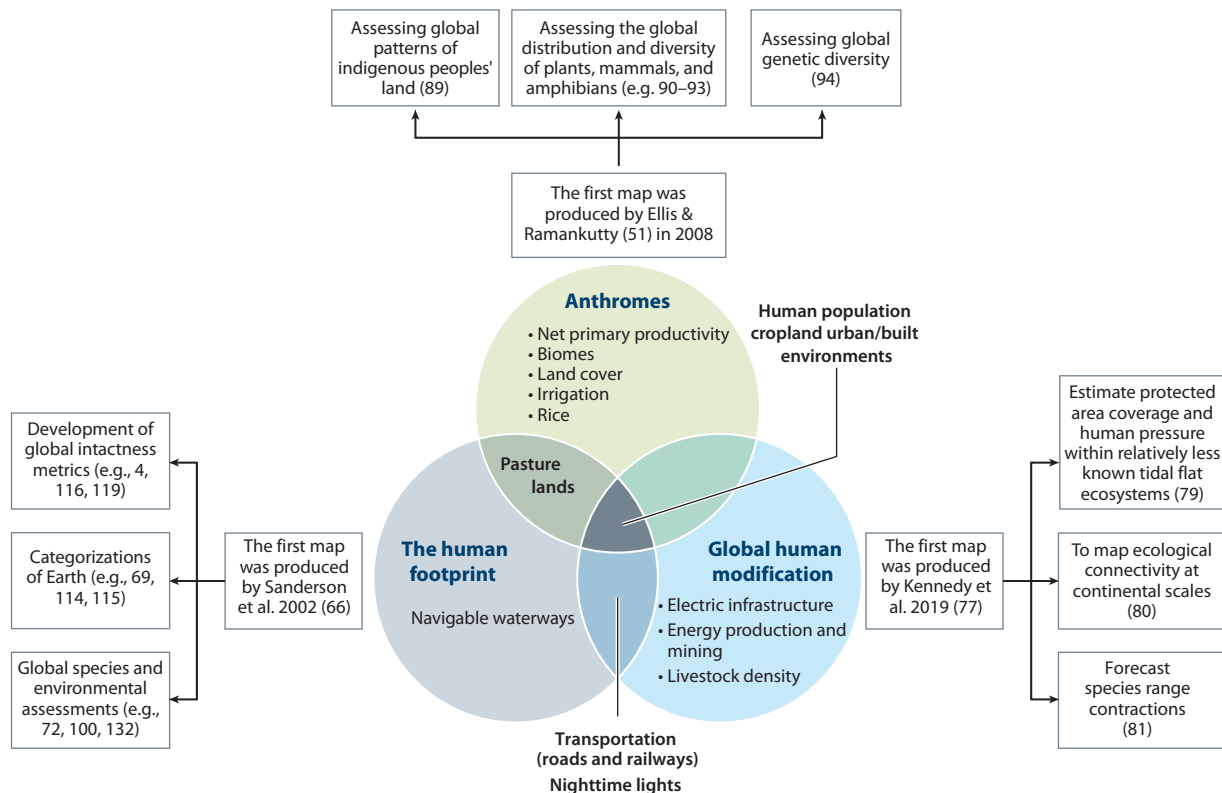 Assessing global
patterns of
indigenous peoples'
land (89)
Assessing the global
distribution and diversity
of plants, mammals, and
amphibians (e.g. 90–93)
Assessing global
genetic diversity
(94)
The first map was
produced by Ellis &
Ramankutty (51) in 2008
Anthromes
• Net primary productivity
• Biomes
• Land cover
• Irrigation
• Rice
Human population
cropland urban/built
environments
Pasture
lands
Development of
global intactness
metrics (e.g., 4,
116, 119)
Categorizations
of Earth (e.g., 69,
114, 115)
Global species and
environmental
assessments (e.g.,
72, 100, 132)
The first map
was produced
by Sanderson
et al. 2002 (66)
The human
footprint
Navigable waterways
Global human
modification
• Electric infrastructure
• Energy production and
mining
• Livestock density
The first map
was produced
by Kennedy
et al. 2019 (77)
Estimate protected
area coverage and
human pressure
within relatively less
known tidal flat
ecosystems (79)
To map ecological
connectivity at
continental scales
(80)
Forecast
species range
contractions
(81)
Transportation
(roads and railways)
Nighttime lights